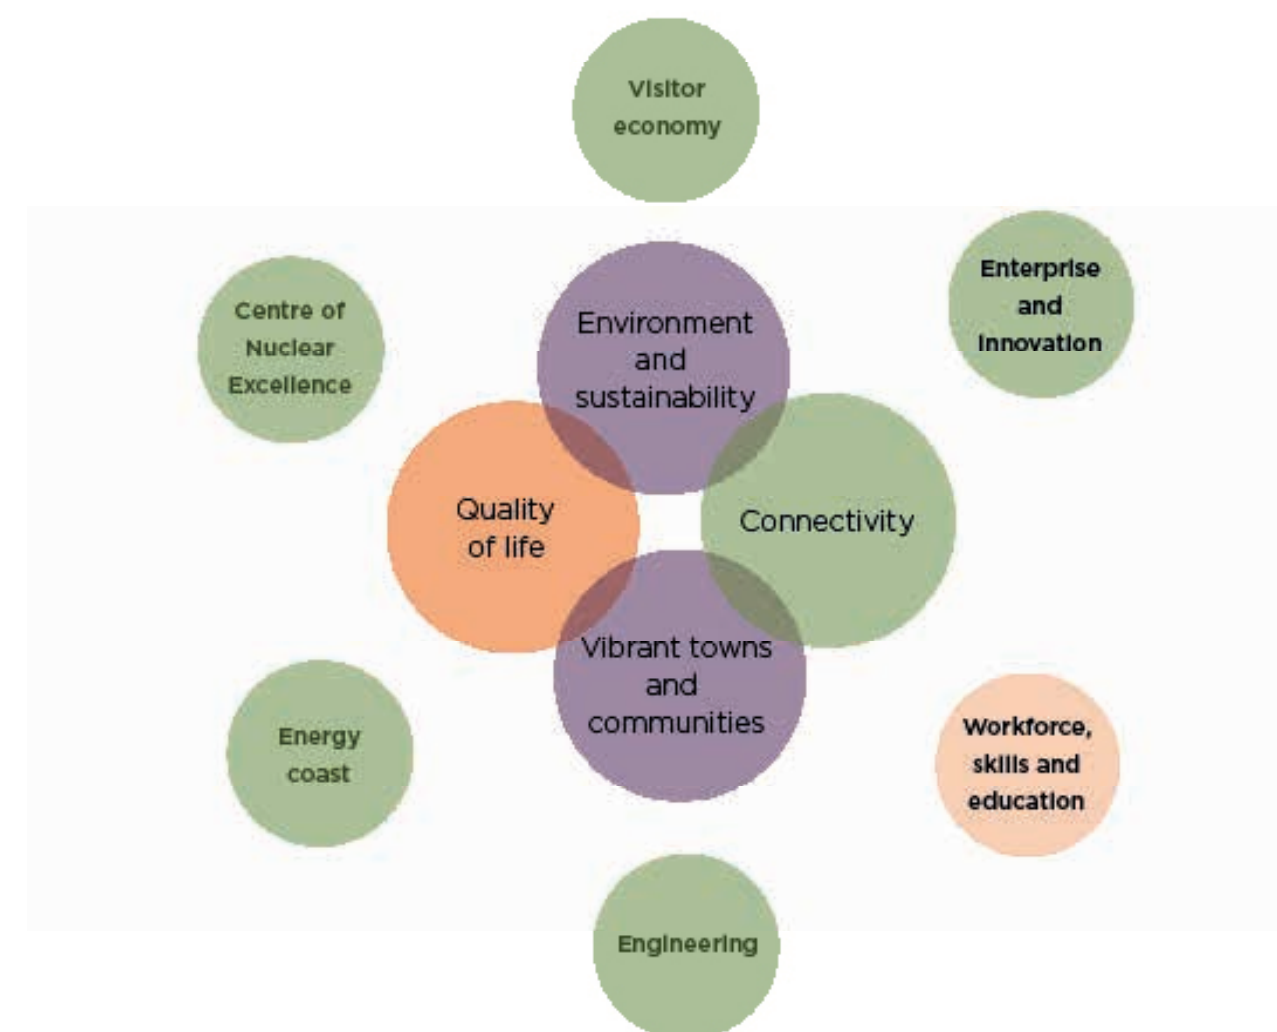 Visitor
economy
Enterprise
and
innovation
Centre of
Nuclear
Excellence
Environment
and
sustainability
Quality
of life
Connectivity
Vibrant towns
and
communities
Energy
coast
Workforce,
skills and
education
Engineering